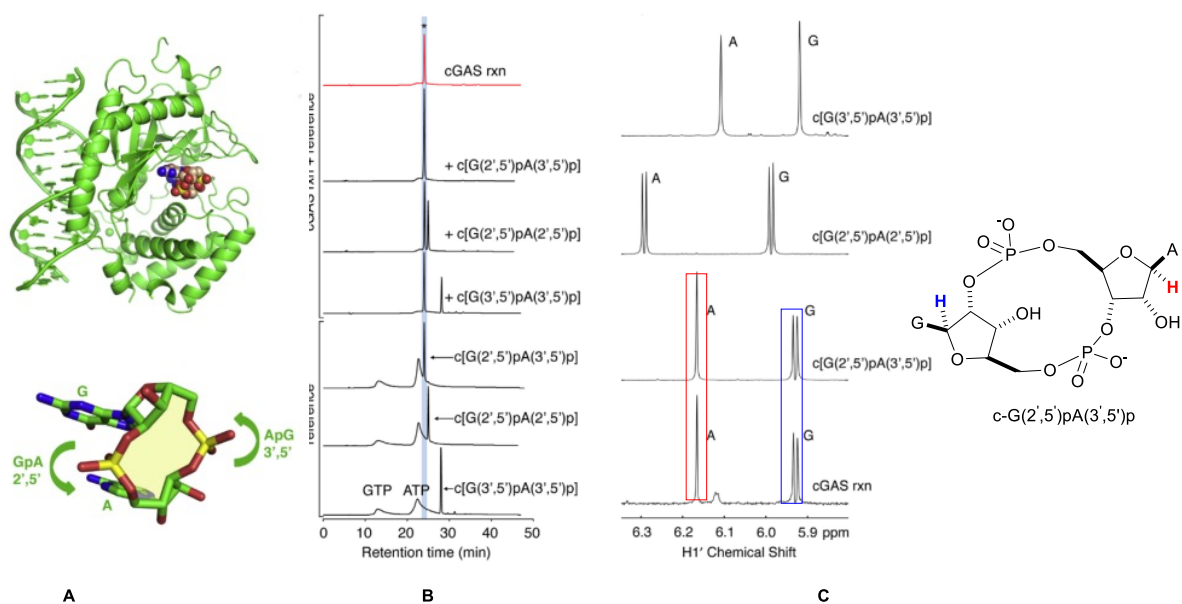 G
GpA
2',5'
A
ApG
3',5'
A
cGAS rxn + reference
cGAS rxn
+ c[G(2',5')pA(3',5')p]
+ c[G(2',5')pA(2',5')p]
+ c[G(3',5')pA(3',5')p]
reference
c[G(2',5')pA(3',5')p]
c[G(2',5')pA(2',5')p]
GTP ATP c[G(3',5')pA(3',5')p]
0 10 20 30 40 50
Retention time (min)
B
A G
c[G(3',5')pA(3',5')p]
A G
c[G(2',5')pA(2',5')p]
A G
c[G(2',5')pA(3',5')p]
A G
cGAS rxn
6.3 6.2 6.1 6.0 5.9 ppm
H1′ Chemical Shift
C
-O
O
P
O
O
A
H
O
H
O
OH
G
OH
O
O
P
O
O-
O
c-G(2',5')pA(3',5')p